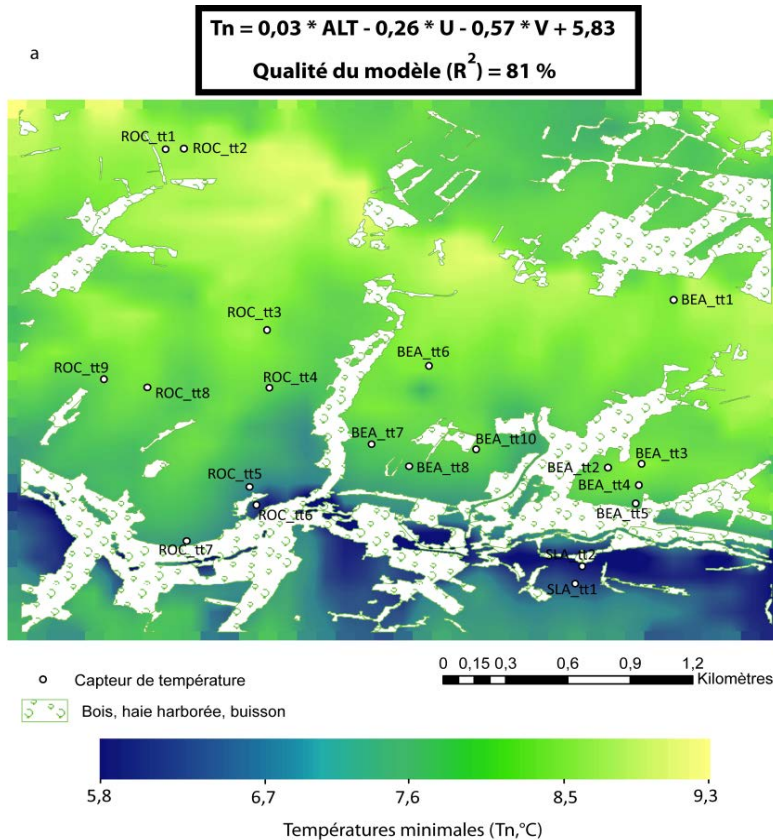 Tn = 0,03 * ALT - 0,26 * U - 0,57 * V + 5,83
Qualité du modèle (R²) = 81 %
a
ROC_tt1
ROC_tt2
BEA_tt1
ROC_tt3
BEA_tt6
ROC_tt9
ROC_tt4
ROC_tt8
BEA_tt7
BEA_tt10
BEA_tt8
BEA_tt2
BEA_tt3
ROC_tt5
BEA_tt4
ROC_tt6
BEA_tt5
ROC_tt7
SLA_tt2
SLA_tt1
Capteur de température
0 0,15 0,3 0,6 0,9 1,2
Kilomètres
Bois, haie harborée, buisson
5,8 6,7 7,6 8,5 9,3
Températures minimales (Tn,°C)